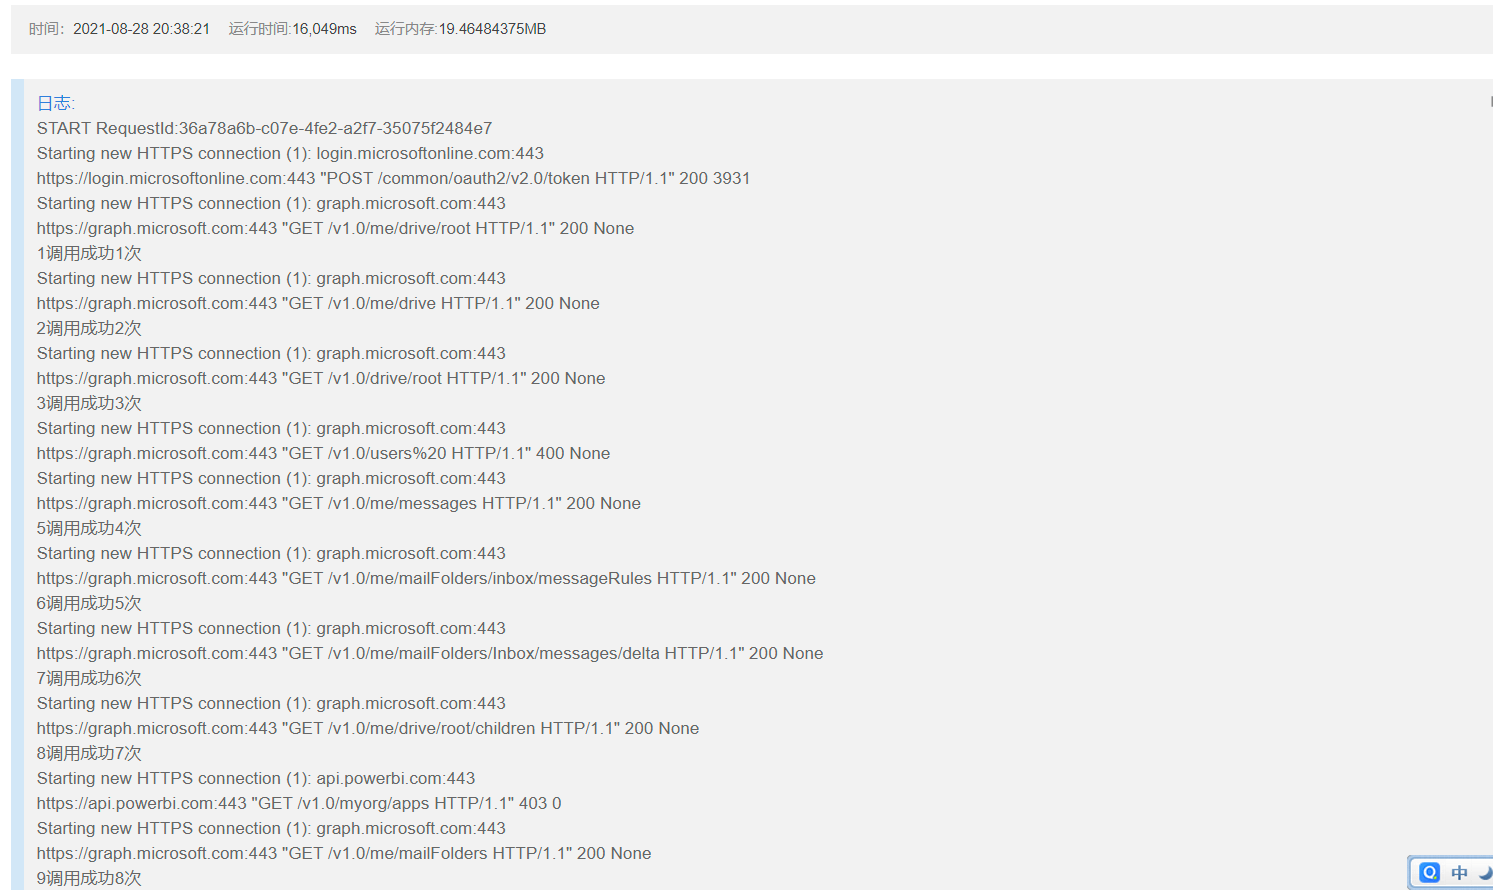 时间：2021-08-28 20:38:21 运行时间:16,049ms 运行内存:19.46484375MB
日志:
START RequestId:36a78a6b-c07e-4fe2-a2f7-35075f2484e7
Starting new HTTPS connection (1): login.microsoftonline.com:443
https://login.microsoftonline.com:443 "POST /common/oauth2/v2.0/token HTTP/1.1" 200 3931
Starting new HTTPS connection (1): graph.microsoft.com:443
https://graph.microsoft.com:443 "GET /v1.0/me/drive/root HTTP/1.1" 200 None
1调用成功1次
Starting new HTTPS connection (1): graph.microsoft.com:443
https://graph.microsoft.com:443 "GET /v1.0/me/drive HTTP/1.1" 200 None
2调用成功2次
Starting new HTTPS connection (1): graph.microsoft.com:443
https://graph.microsoft.com:443 "GET /v1.0/drive/root HTTP/1.1" 200 None
3调用成功3次
Starting new HTTPS connection (1): graph.microsoft.com:443
https://graph.microsoft.com:443 "GET /v1.0/users%20 HTTP/1.1" 400 None
Starting new HTTPS connection (1): graph.microsoft.com:443
https://graph.microsoft.com:443 "GET /v1.0/me/messages HTTP/1.1" 200 None
5调用成功4次
Starting new HTTPS connection (1): graph.microsoft.com:443
https://graph.microsoft.com:443 "GET /v1.0/me/mailFolders/inbox/messageRules HTTP/1.1" 200 None
6调用成功5次
Starting new HTTPS connection (1): graph.microsoft.com:443
https://graph.microsoft.com:443 "GET /v1.0/me/mailFolders/Inbox/messages/delta HTTP/1.1" 200 None
7调用成功6次
Starting new HTTPS connection (1): graph.microsoft.com:443
https://graph.microsoft.com:443 "GET /v1.0/me/drive/root/children HTTP/1.1" 200 None
8调用成功7次
Starting new HTTPS connection (1): api.powerbi.com:443
https://api.powerbi.com:443 "GET /v1.0/myorg/apps HTTP/1.1" 403 0
Starting new HTTPS connection (1): graph.microsoft.com:443
https://graph.microsoft.com:443 "GET /v1.0/me/mailFolders HTTP/1.1" 200 None
9调用成功8次
中